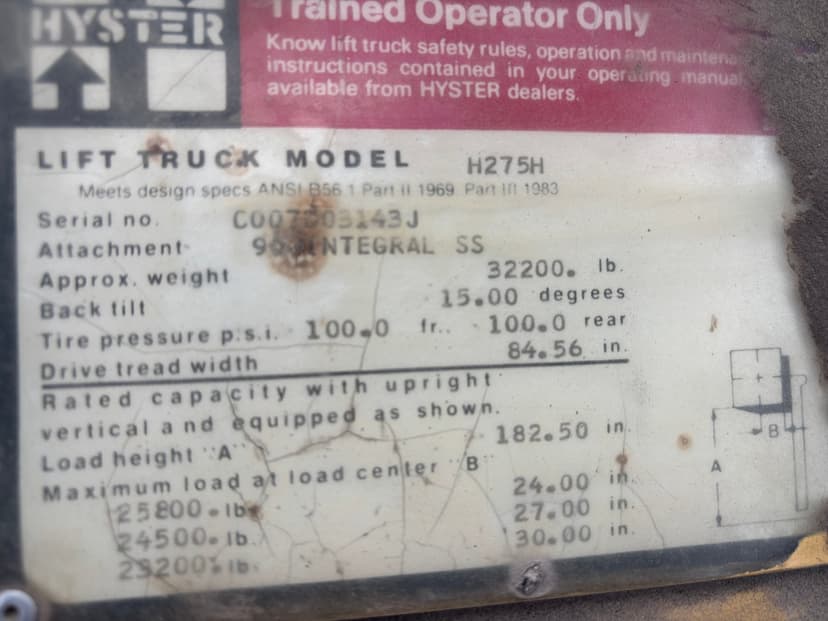 Trained Operator Only
HYSTER
Know lift truck safety rules, operation and
instructions contained in your operating manual
available from HYSTER dealers.
LIFT TRUCK MODEL H275H
Meets design specs ANSI B56.1 Part II 1969 Part III 1983
Serial no. 3143J
Attachment INTEGRAL SS
Approx. weight 32200. lb.
Back tilt 15.00 degrees
Tire pressure p.s.i. 100.0 fr.. 100.0 rear
Drive tread width 84.56 in.
Rated capacity with upright
vertical and equipped as shown.
Load height "A" 182.50 in.
Maximum load at load center "B"
25800. lb. 24.00 in.
24500. lb. 27.00 in.
23200. lb. 30.00 in.
A
B